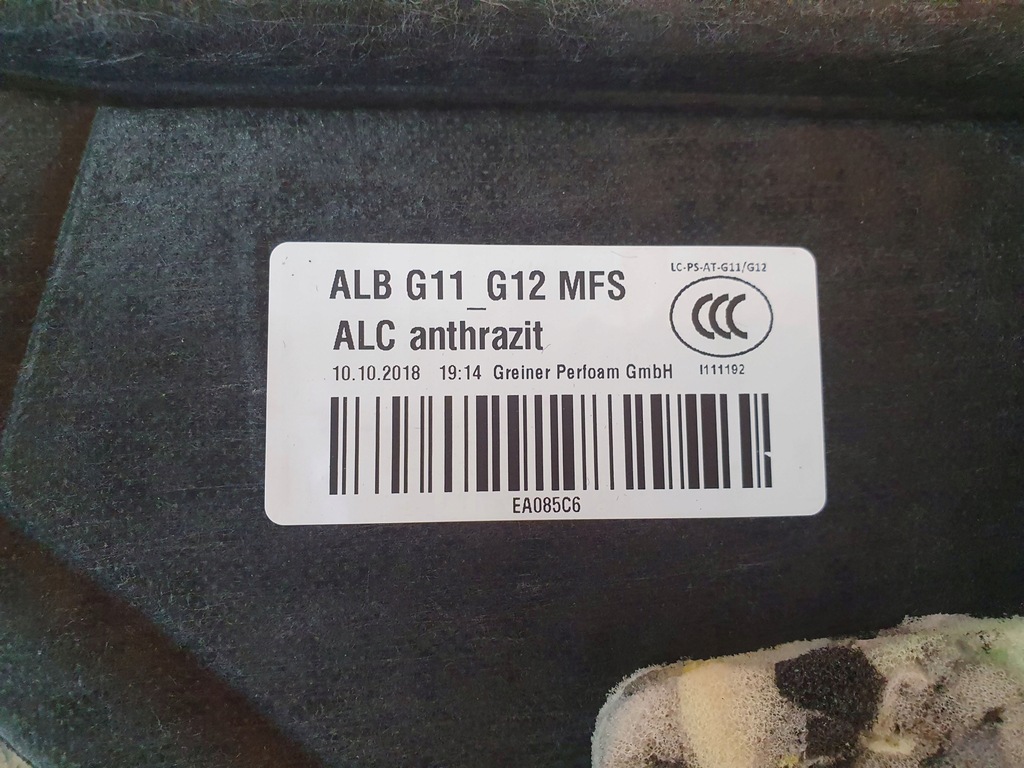 ALB G11_G12 MFS
LC-PS-AT-G11/G12
CCC
ALC anthrazit
10.10.2018 19:14 Greiner Perfoam GmbH
I111192
EA085C6